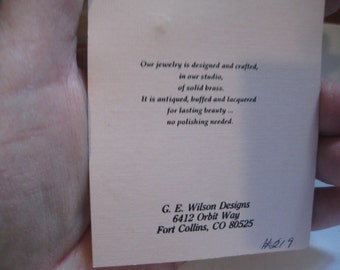 Our jewelry is designed and crafted,
in our studio,
of solid brass.
It is antiqued, buffed and lacquered
for lasting beauty ...
no polishing needed.
G. E. Wilson Designs
6412 Orbit Way
Fort Collins, CO 80525